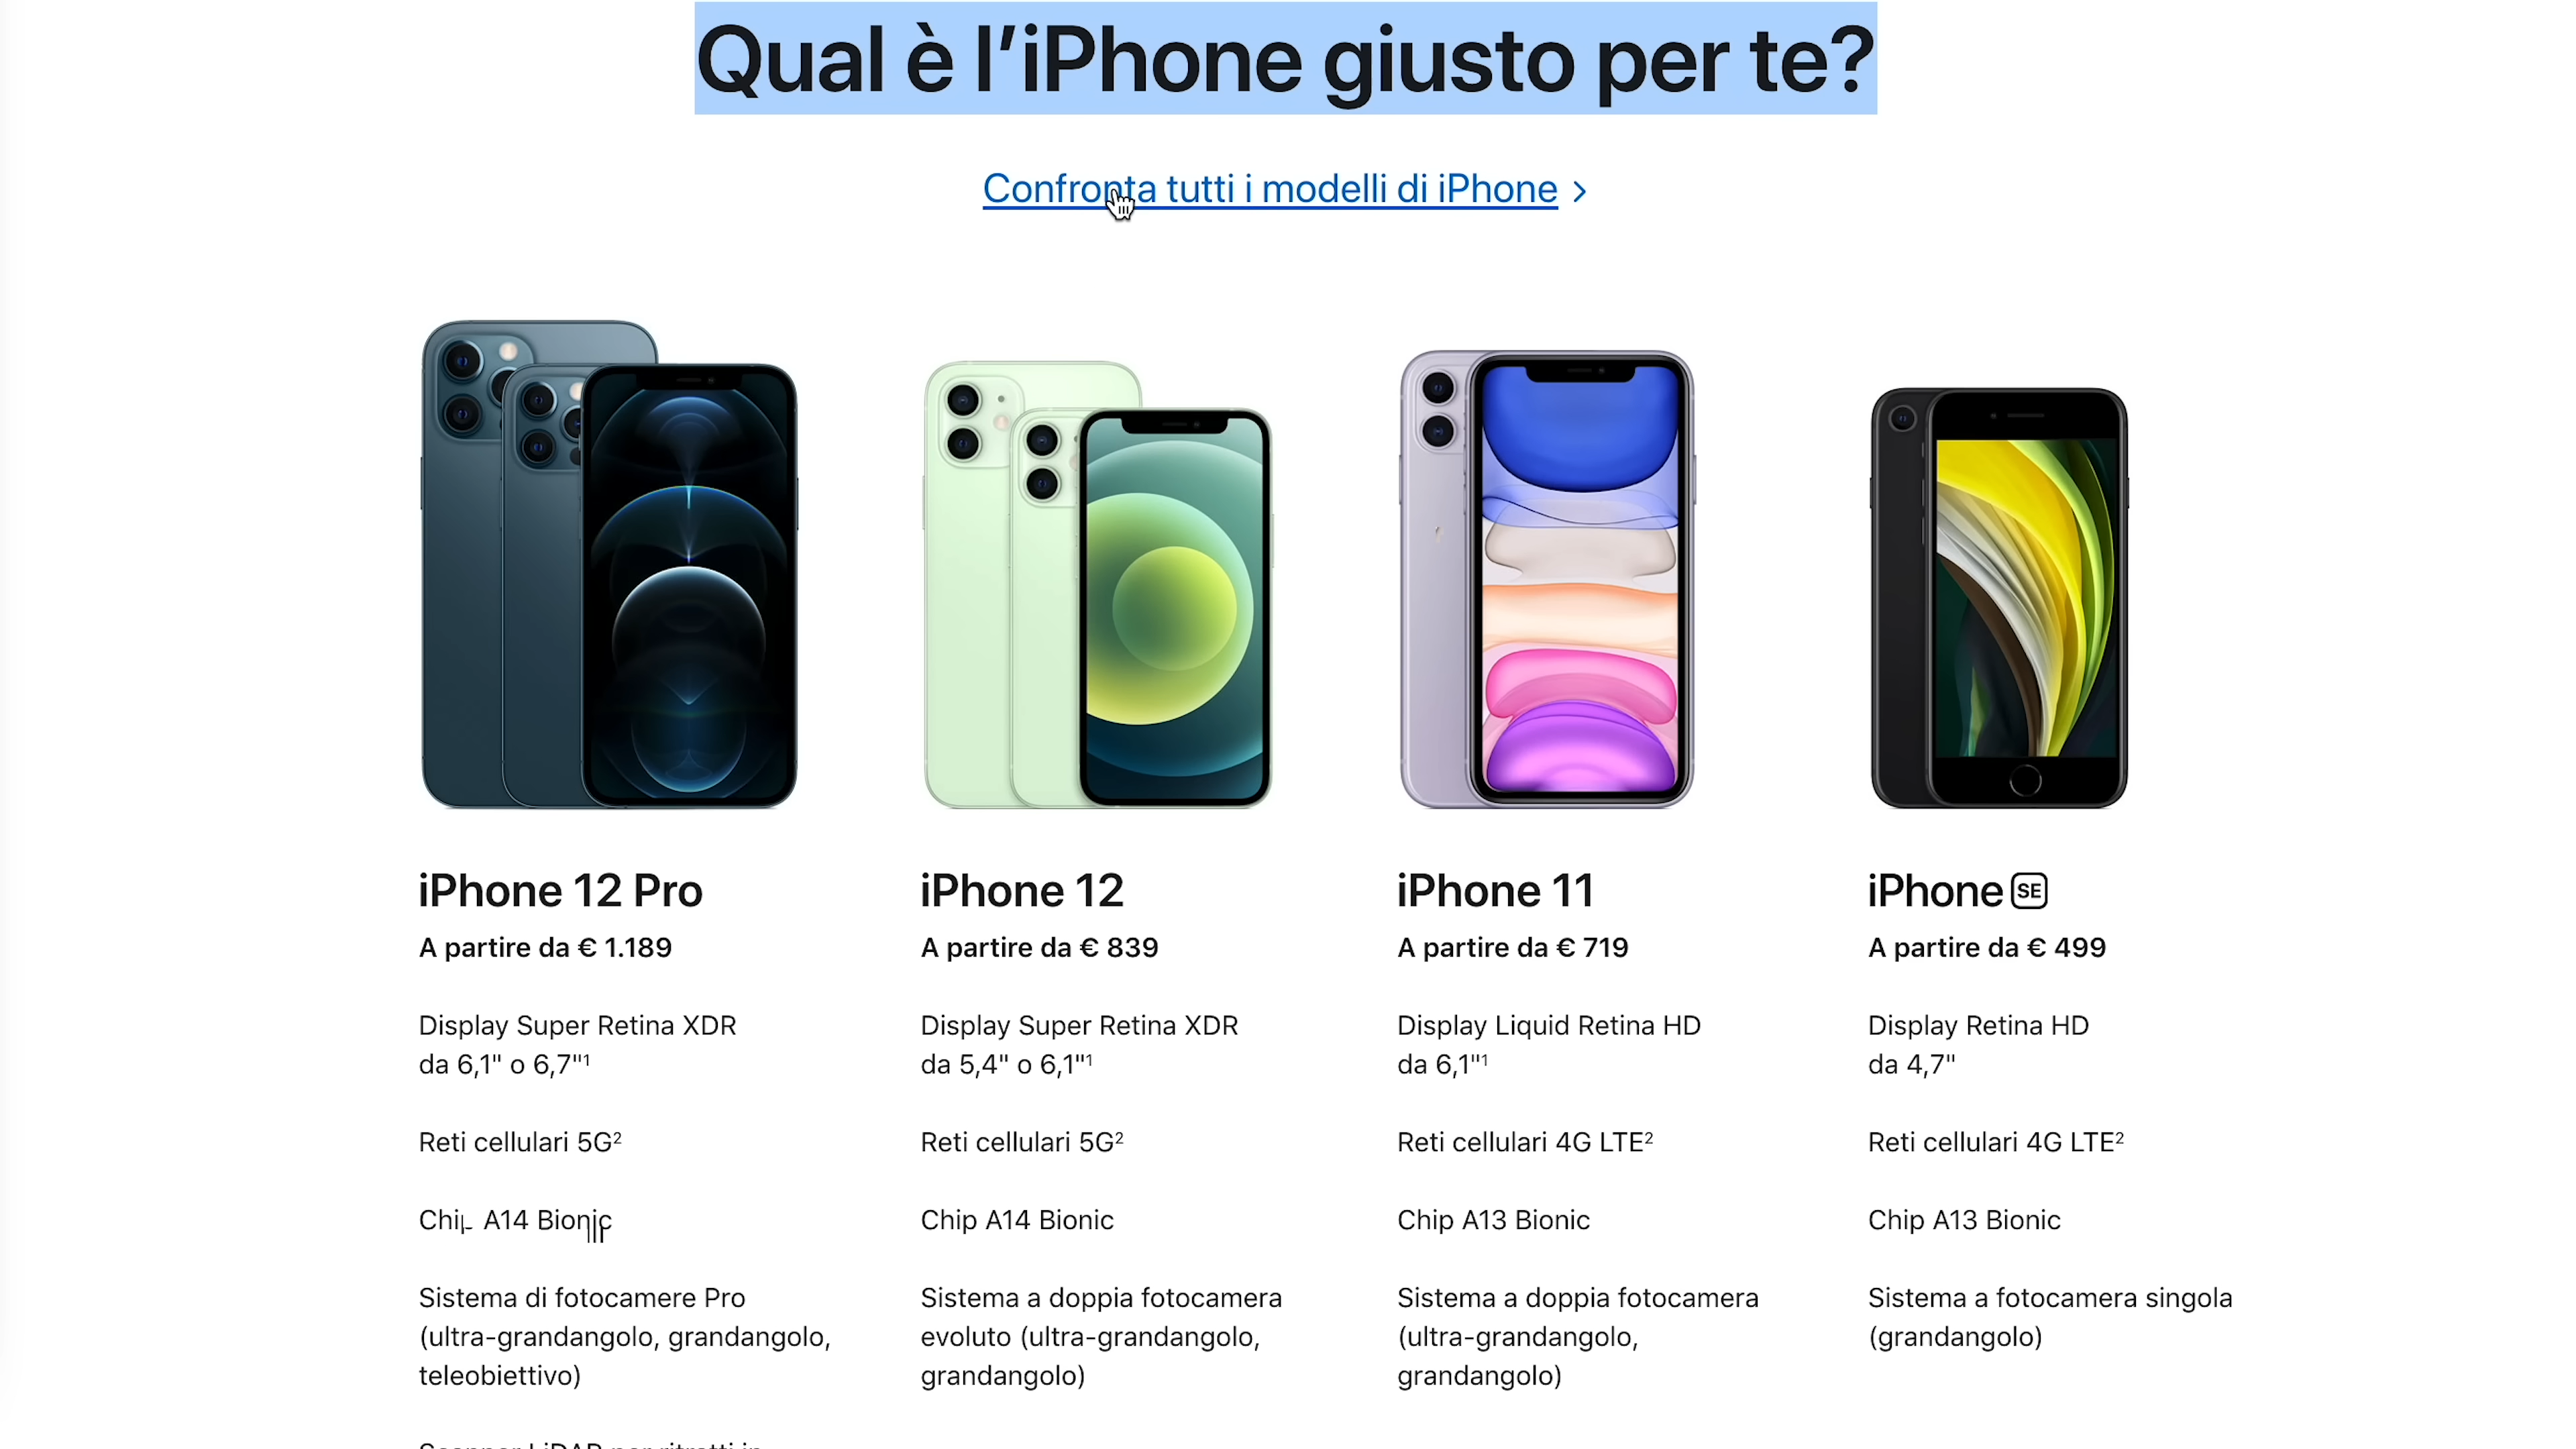 Qual è l’iPhone giusto per te?
Confronta tutti i modelli di iPhone >
iPhone 12 Pro
A partire da € 1.189
Display Super Retina XDR
da 6,1" o 6,7"¹
Reti cellulari 5G²
Chip A14 Bionic
Sistema di fotocamere Pro
(ultra-grandangolo, grandangolo,
teleobiettivo)
Scanner LiDAR per ritratti in
iPhone 12
A partire da € 839
Display Super Retina XDR
da 5,4" o 6,1"¹
Reti cellulari 5G²
Chip A14 Bionic
Sistema a doppia fotocamera
evoluto (ultra-grandangolo,
grandangolo)
iPhone 11
A partire da € 719
Display Liquid Retina HD
da 6,1"¹
Reti cellulari 4G LTE²
Chip A13 Bionic
Sistema a doppia fotocamera
(ultra-grandangolo,
grandangolo)
iPhone SE
A partire da € 499
Display Retina HD
da 4,7"
Reti cellulari 4G LTE²
Chip A13 Bionic
Sistema a fotocamera singola
(grandangolo)